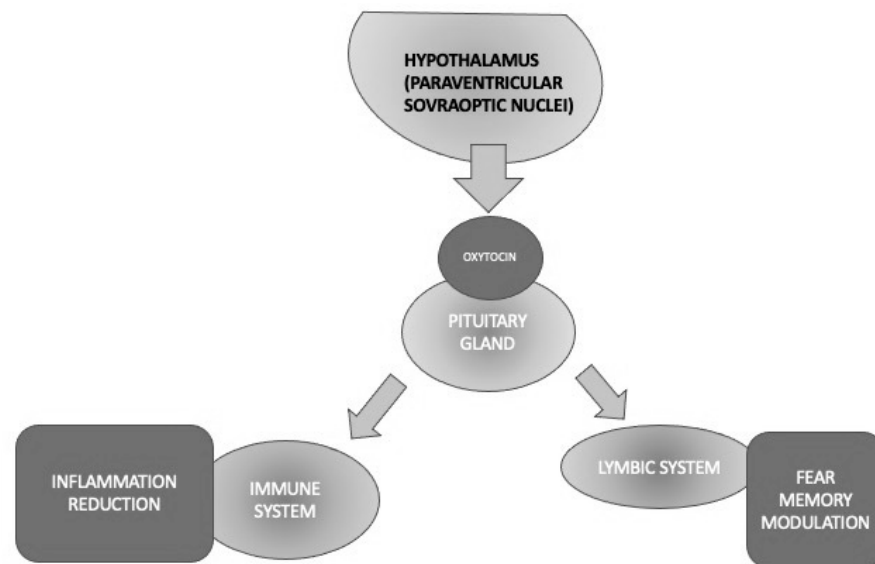 HYPOTHALAMUS
(PARAVENTRICULAR
SOVRAOPTIC NUCLEI)
OXYTOCIN
PITUITARY
GLAND
INFLAMMATION
REDUCTION
IMMUNE
SYSTEM
LYMBIC SYSTEM
FEAR
MEMORY
MODULATION